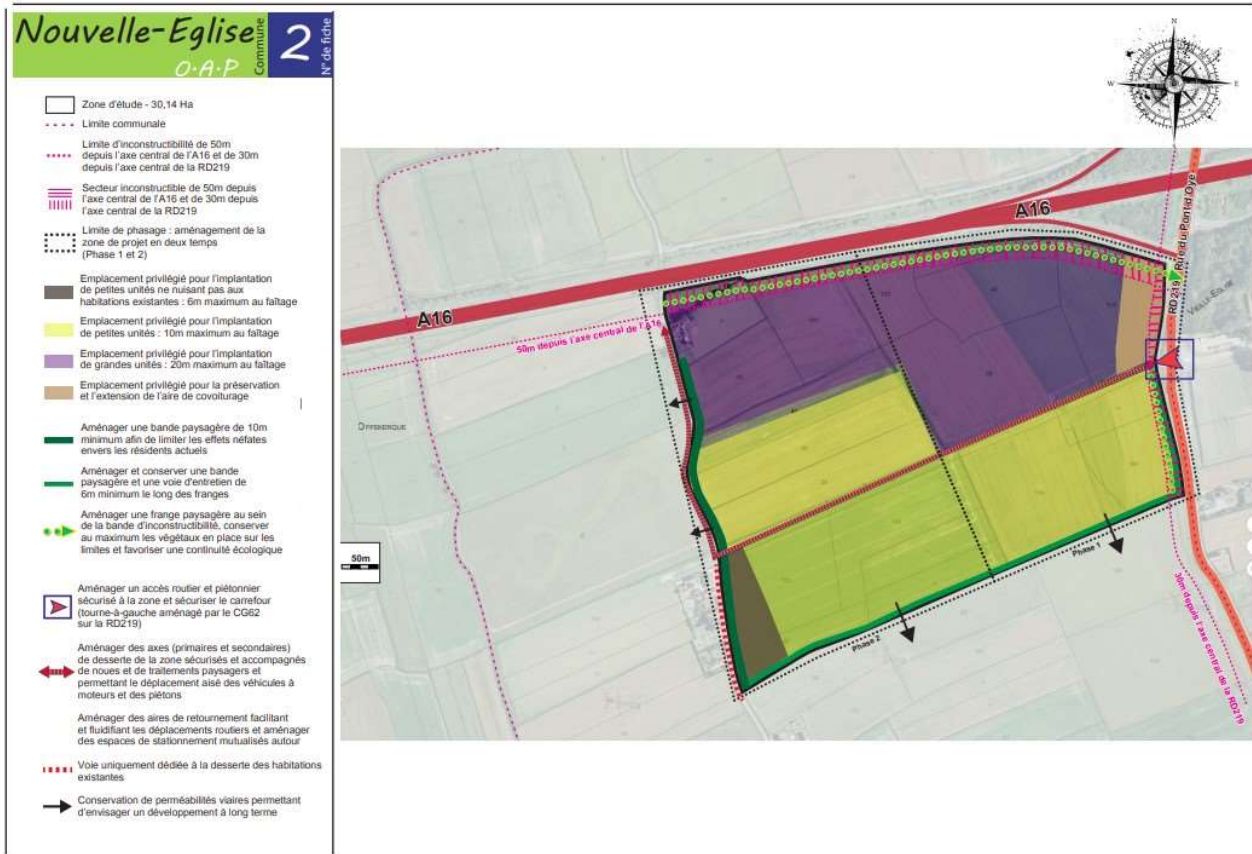 Nouvelle-Eglise
O.A.P
Commune
2
N° de fiche
Zone d'étude - 30,14 Ha
Limite communale
Limite d'inconstructibilité de 50m
depuis l'axe central de l'A16 et de 30m
depuis l'axe central de la RD219
Secteur inconstructible de 50m depuis
l'axe central de l'A16 et de 30m depuis
l'axe central de la RD219
Limite de phasage : aménagement de la
zone de projet en deux temps
(Phase 1 et 2)
Emplacement privilégié pour l'implantation
de petites unités ne nuisant pas aux
habitations existantes : 6m maximum au faîtage
Emplacement privilégié pour l'implantation
de petites unités : 10m maximum au faîtage
Emplacement privilégié pour l'implantation
de grandes unités : 20m maximum au faîtage
Emplacement privilégié pour la préservation
et l'extension de l'aire de covoiturage
Aménager une bande paysagère de 10m
minimum afin de limiter les effets néfates
envers les résidents actuels
Aménager et conserver une bande
paysagère et une voie d'entretien de
6m minimum le long des franges
Aménager une frange paysagère au sein
de la bande d'inconstructibilité, conserver
au maximum les végétaux en place sur les
limites et favoriser une continuité écologique
Aménager un accès routier et piétonnier
sécurisé à la zone et sécuriser le carrefour
(tourne-à-gauche aménagé par le CG62
sur la RD219)
Aménager des axes (primaires et secondaires)
de desserte de la zone sécurisés et accompagnés
de noues et de traitements paysagers et
permettant le déplacement aisé des véhicules à
moteurs et des piétons
Aménager des aires de retournement facilitant
et fluidifiant les déplacements routiers et aménager
des espaces de stationnement mutualisés autour
Voie uniquement dédiée à la desserte des habitations
existantes
Conservation de perméabilités viaires permettant
d'envisager un développement à long terme
N
W
E
S
A16
A16
50m depuis l'axe central de l'A16
RD219 Rue du Pont d'Oye
VIEILLE-EGLISE
OFFEKERQUE
50m
Phase 1
Phase 2
30m depuis l'axe central de la RD219